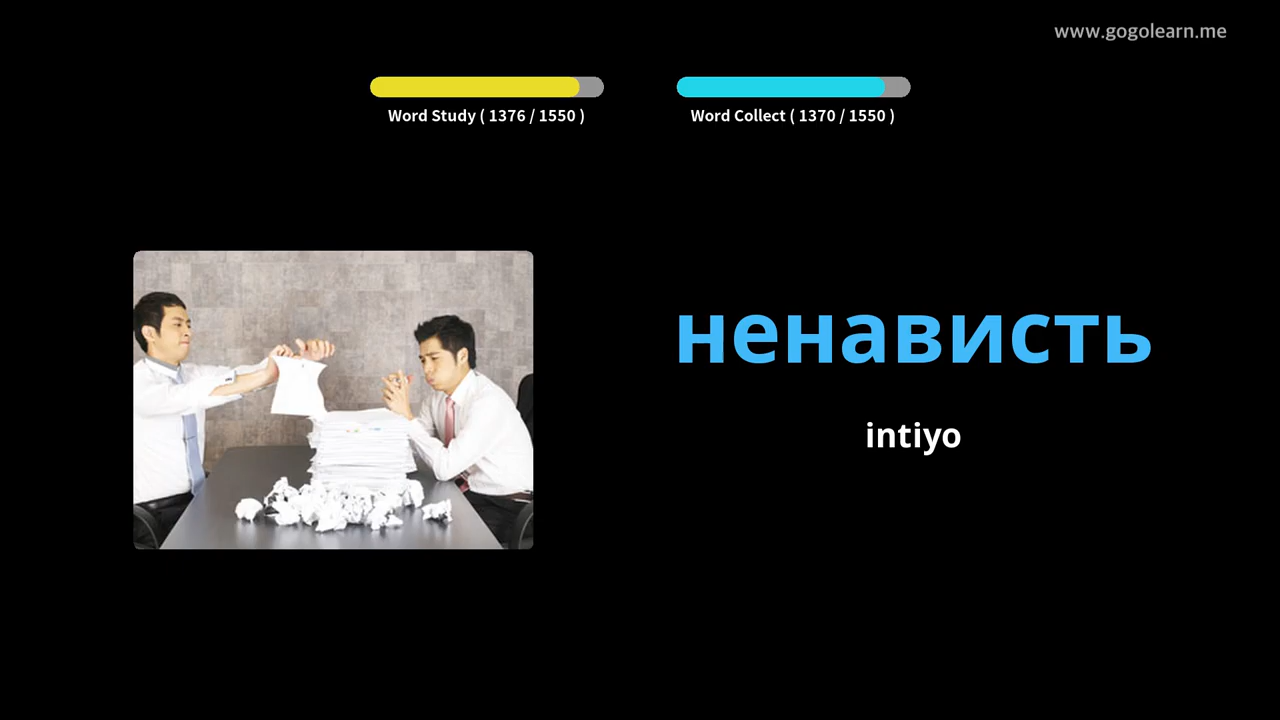 www.gogolearn.me
Word Study ( 1376 / 1550 )
Word Collect ( 1370 / 1550 )
ненависть
intiyo